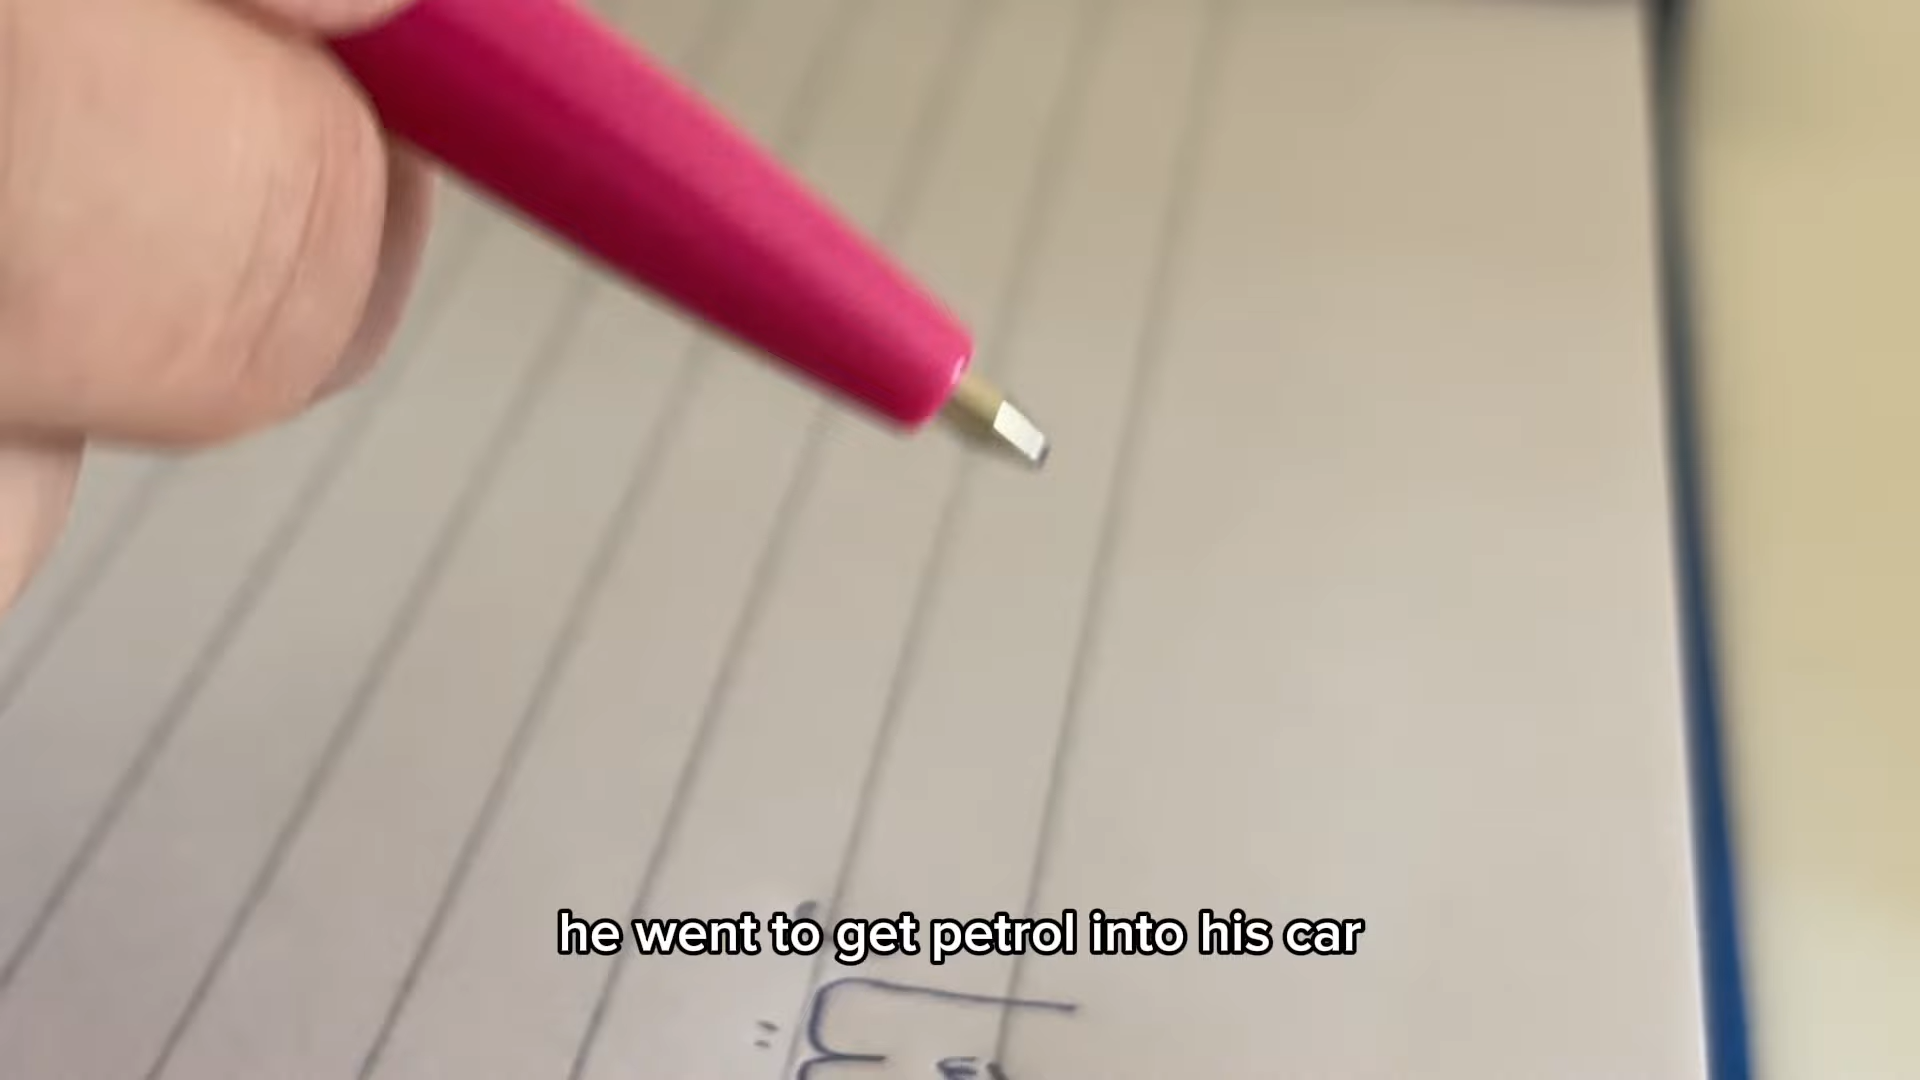 he went to get petrol into his car